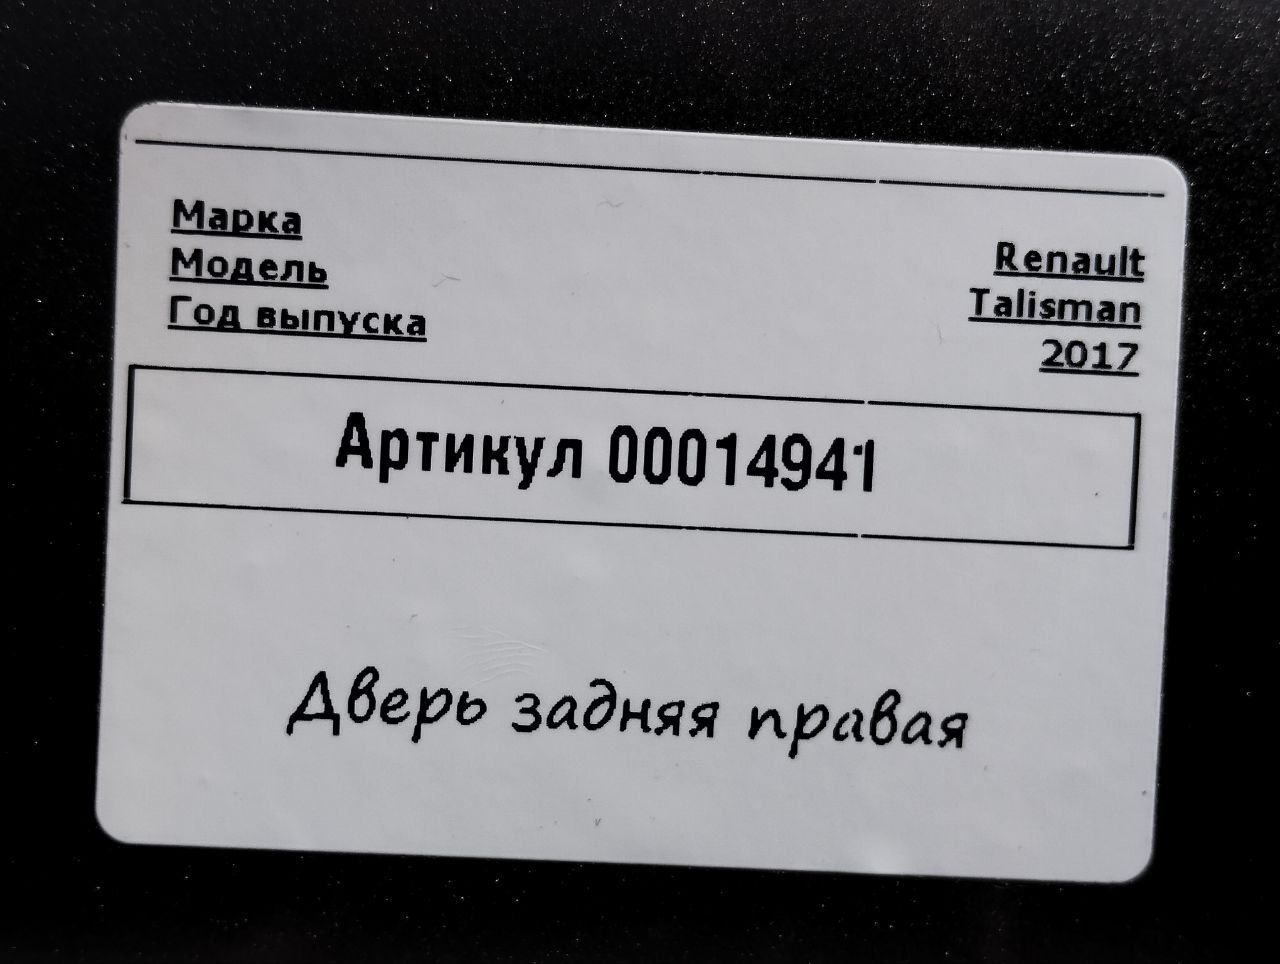 Марка Renault
Модель Talisman
Год выпуска 2017
Артикул 00014941
Дверь задняя правая